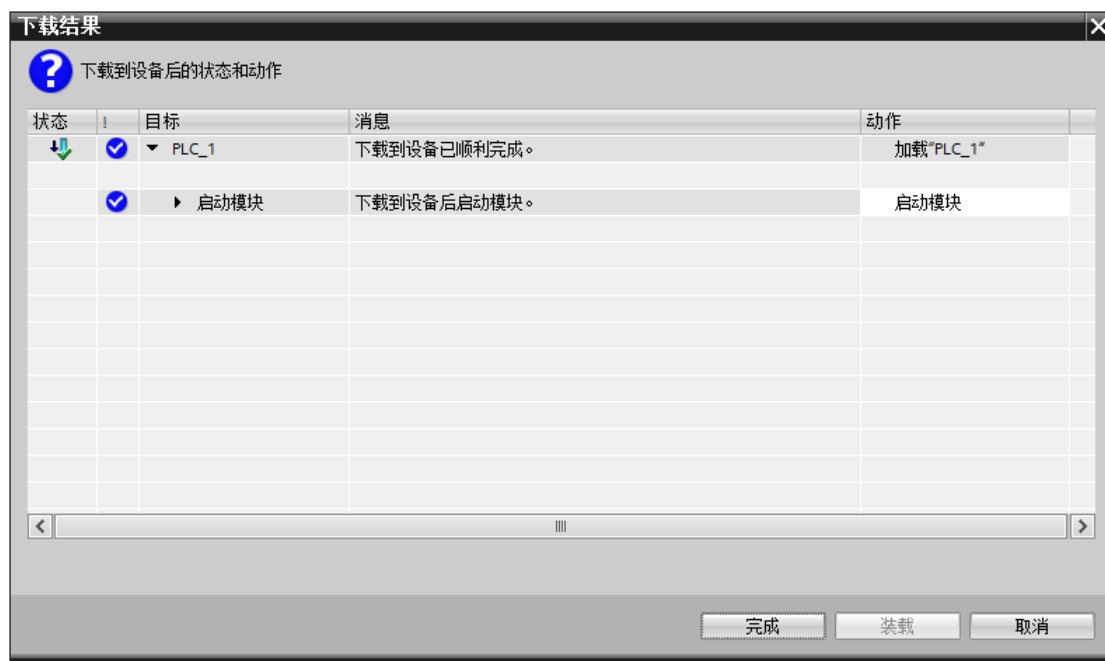 下载结果
下载到设备后的状态和动作
状态 ! 目标 消息 动作
PLC_1 下载到设备已顺利完成。 加载"PLC_1"
启动模块 下载到设备后启动模块。 启动模块
完成 装载 取消